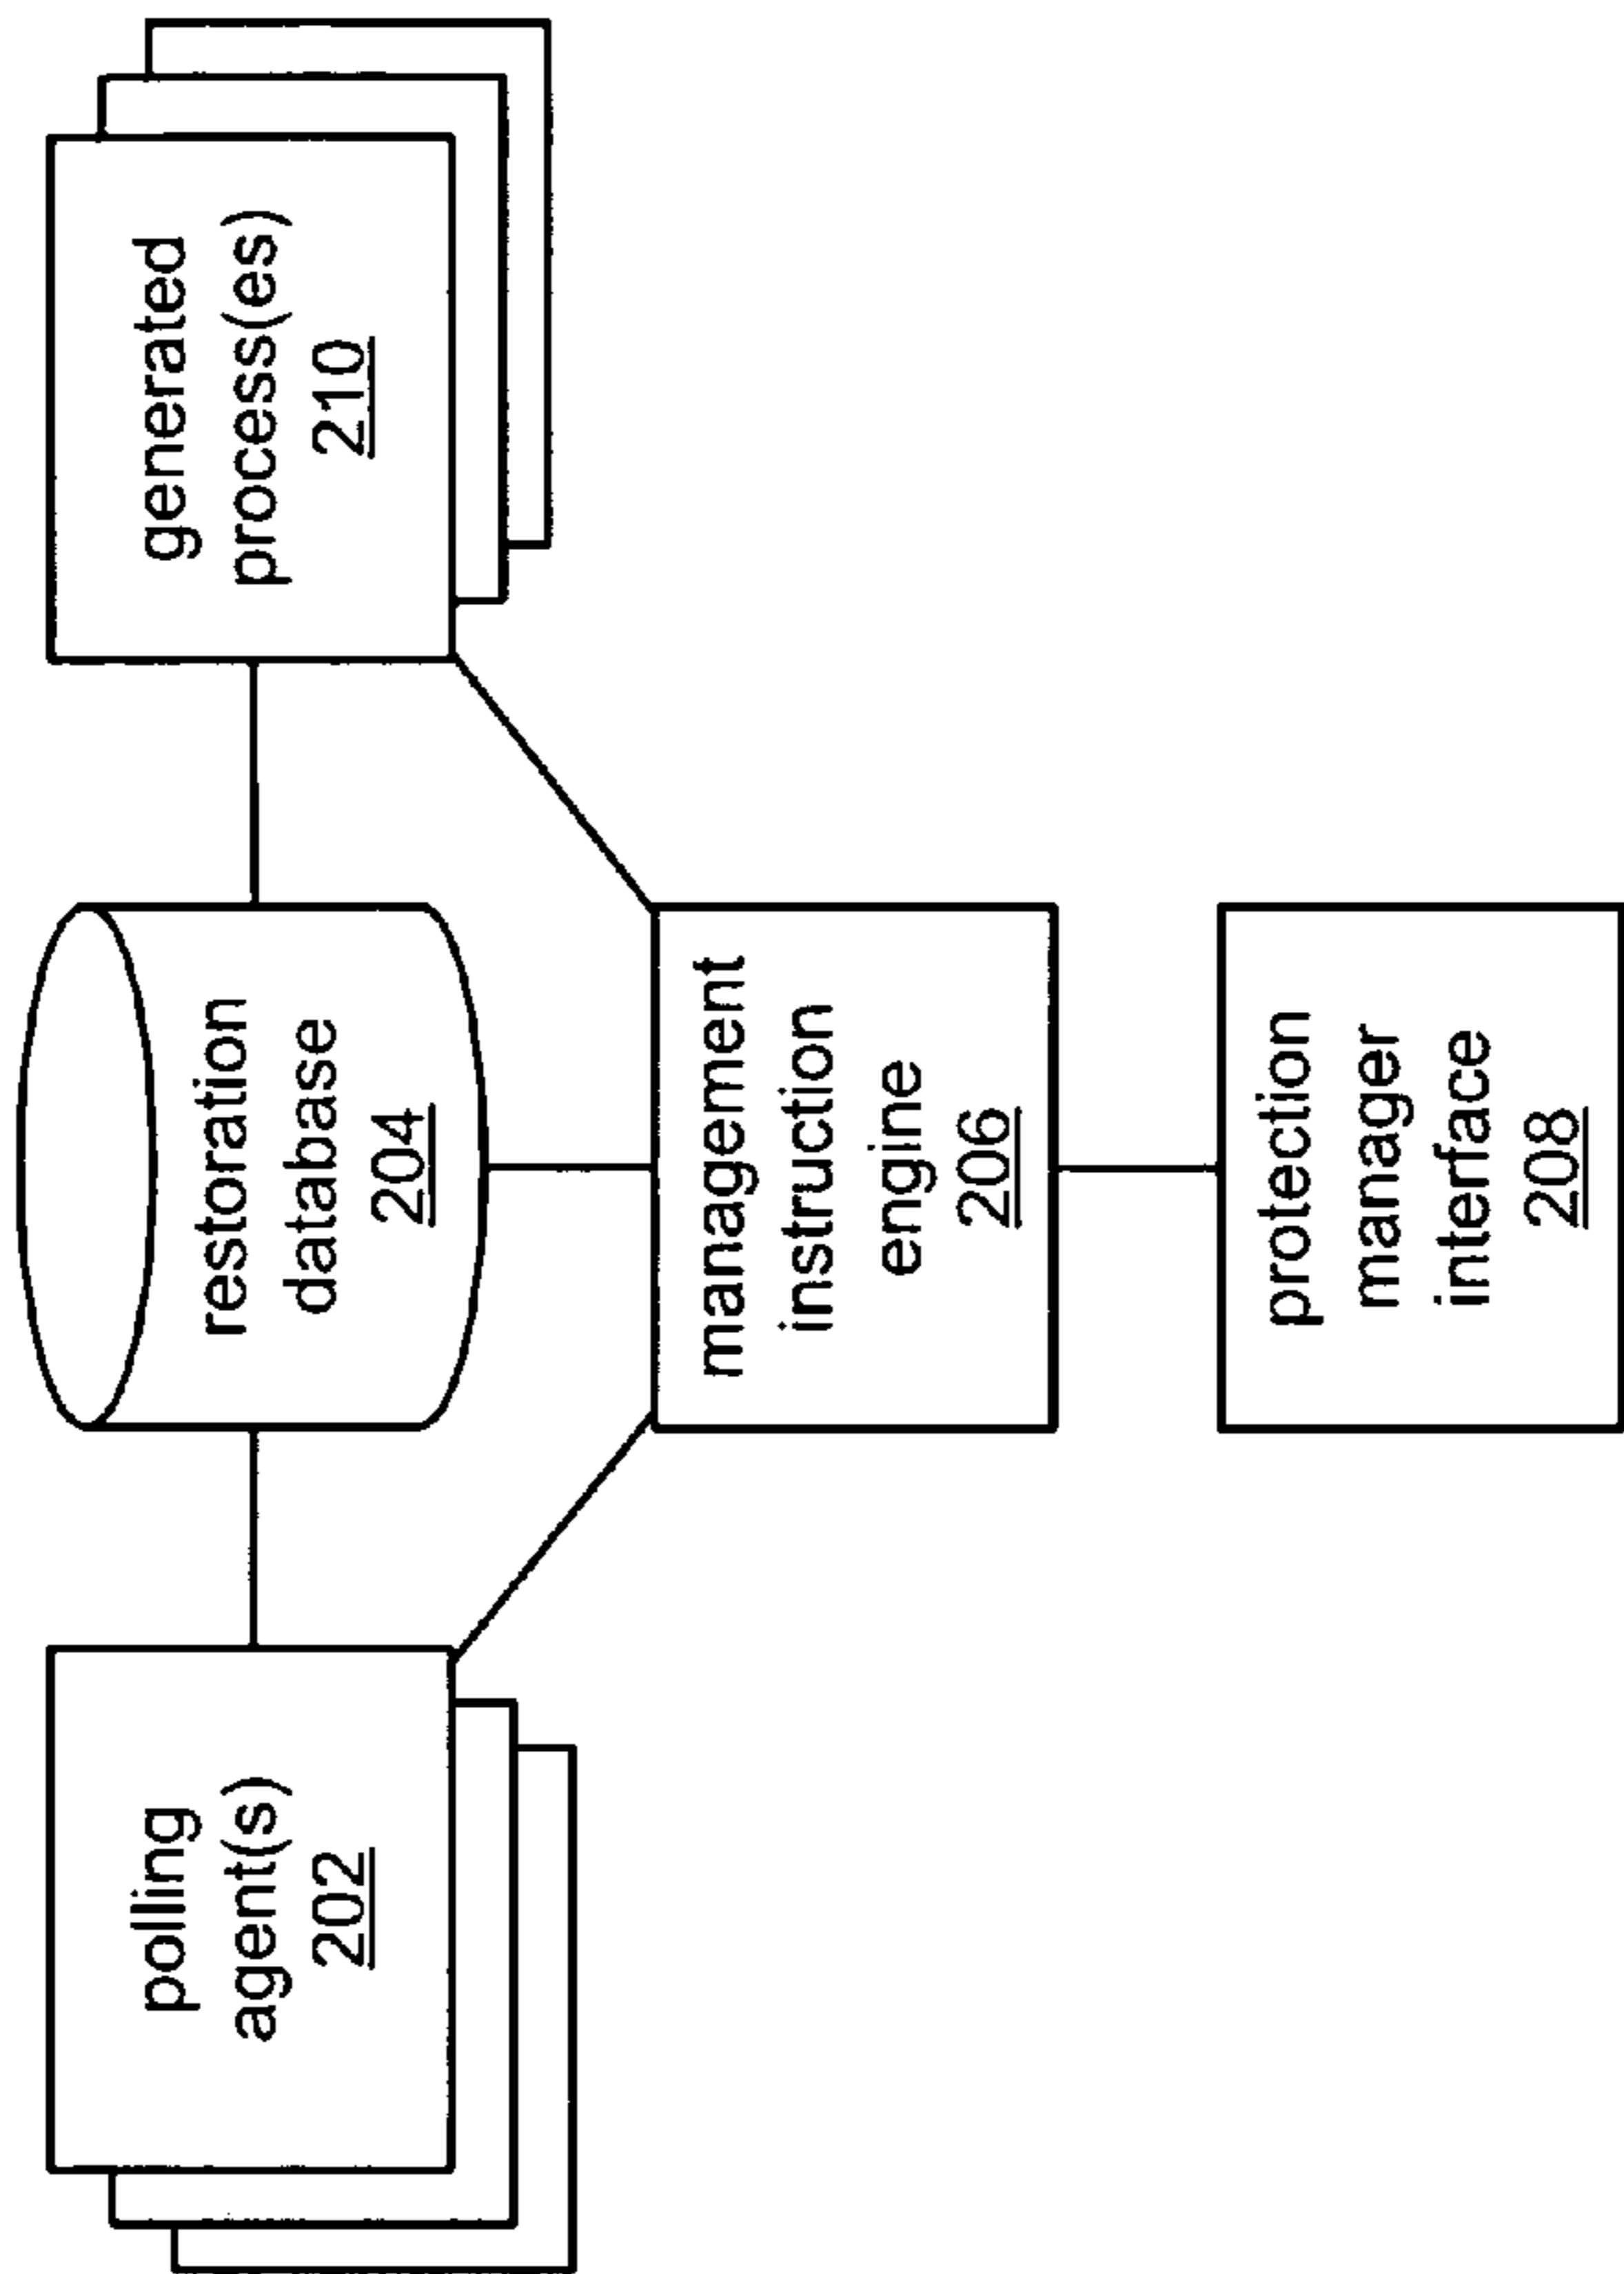 polling
agent(s)
202
restoration
database
204
generated
process(es)
210
management
instruction
engine
206
protection
manager
interface
208